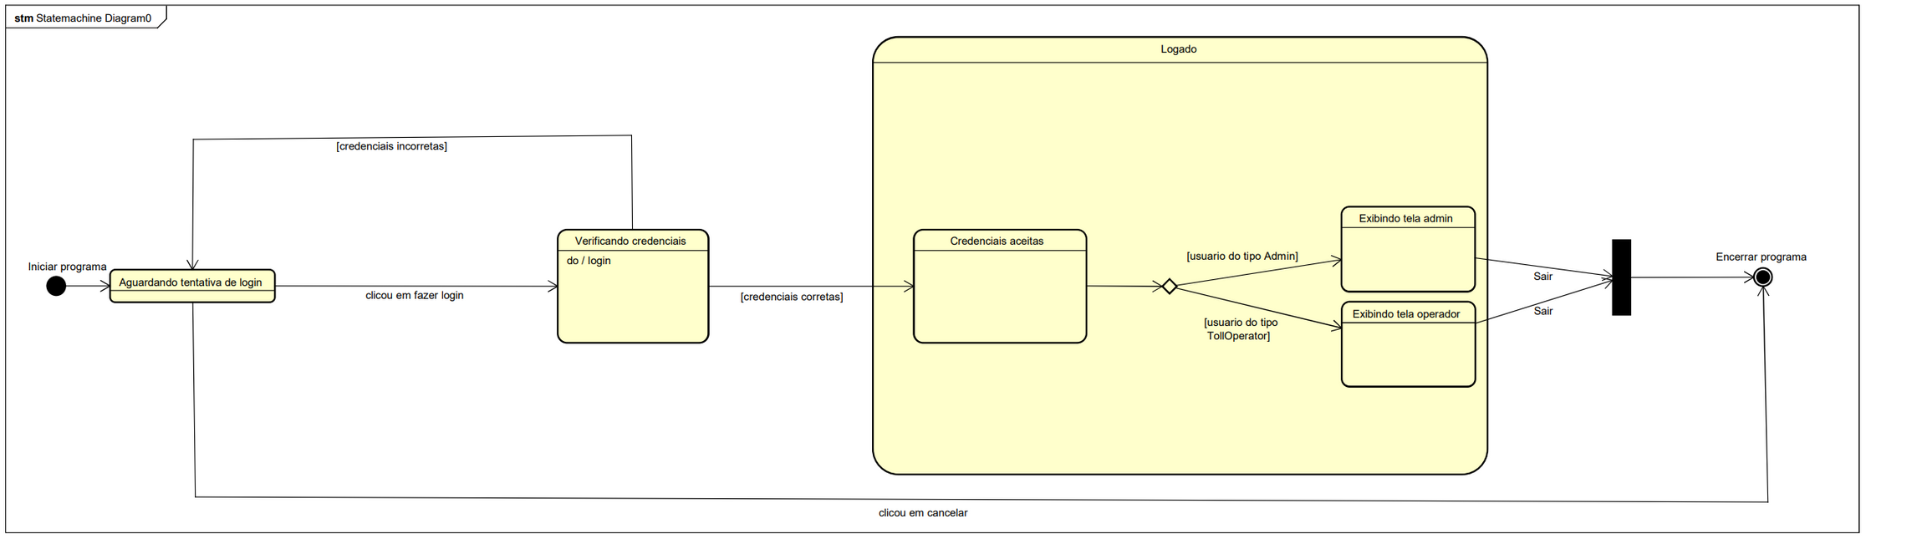 stm Statemachine Diagram0
Logado
[credenciais incorretas]
Iniciar programa
Aguardando tentativa de login
clicou em fazer login
Verificando credenciais
do / login
[credenciais corretas]
Credenciais aceitas
[usuario do tipo Admin]
[usuario do tipo
TollOperator]
Exibindo tela admin
Exibindo tela operador
Sair
Sair
Encerrar programa
clicou em cancelar